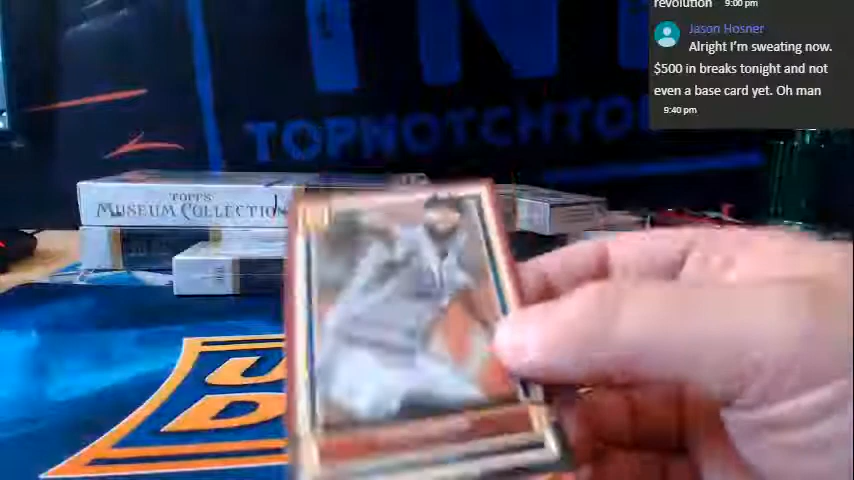 revolution
9:00 pm
Jason Hosner
Alright I'm sweating now.
$500 in breaks tonight and not
even a base card yet. Oh man
9:40 pm
TOPNOTCHTO
TOPPS
MUSEUM COLLECTION
U
D